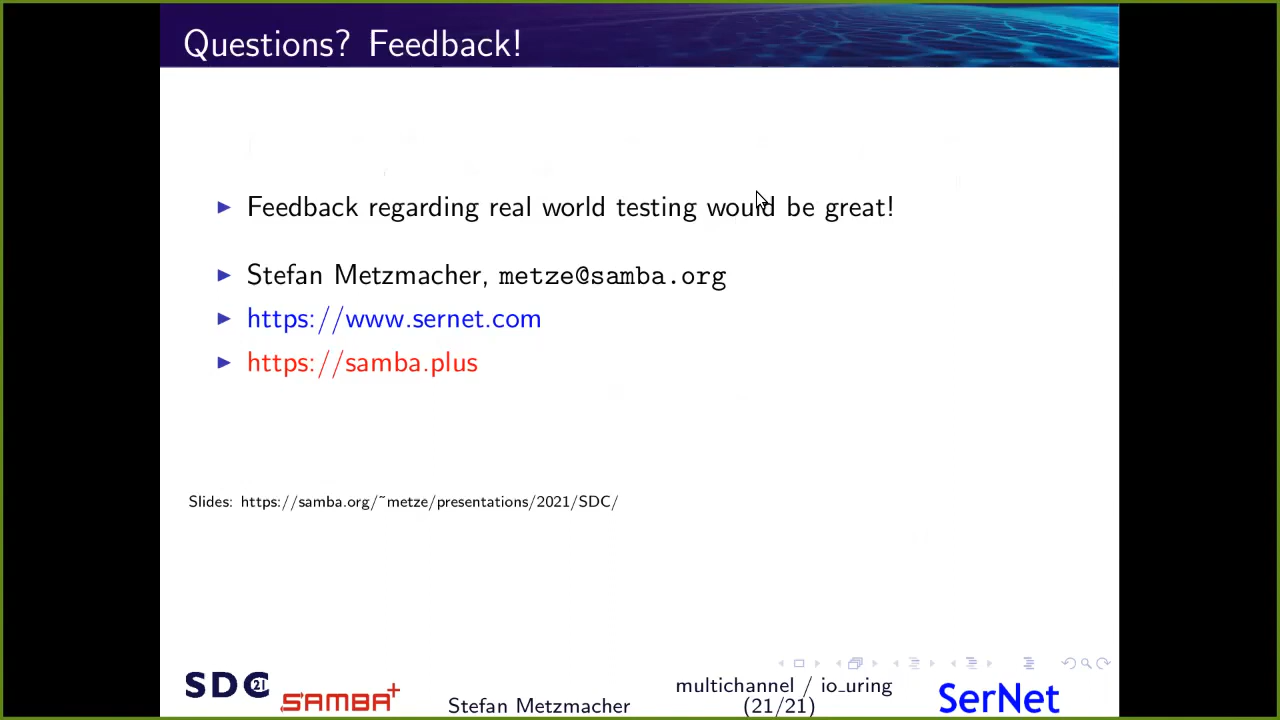 Questions? Feedback!
▶ Feedback regarding real world testing would be great!
▶ Stefan Metzmacher, metze@samba.org
▶ https://www.sernet.com
▶ https://samba.plus
Slides: https://samba.org/~metze/presentations/2021/SDC/
SDC 21
SAMBA+
Stefan Metzmacher
multichannel / io_uring
(21/21)
SerNet